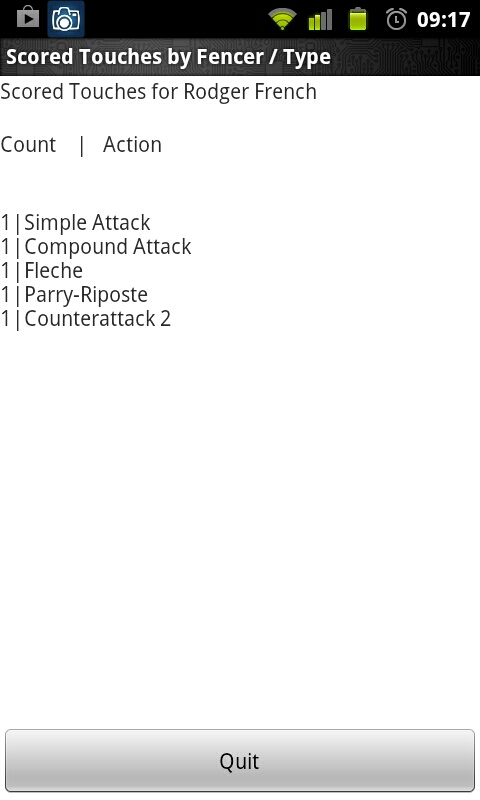 09:17
Scored Touches by Fencer / Type
Scored Touches for Rodger French
Count | Action
1|Simple Attack
1|Compound Attack
1|Fleche
1|Parry-Riposte
1|Counterattack 2
Quit